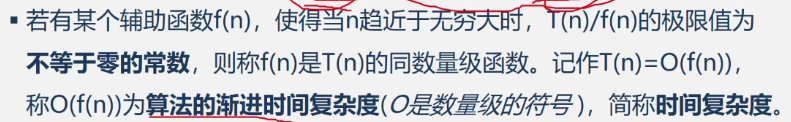 ▪ 若有某个辅助函数f(n)，使得当n趋近于无穷大时，T(n)/f(n)的极限值为
不等于零的常数，则称f(n)是T(n)的同数量级函数。记作T(n)=O(f(n))，
称O(f(n))为算法的渐进时间复杂度(O是数量级的符号 )，简称时间复杂度。